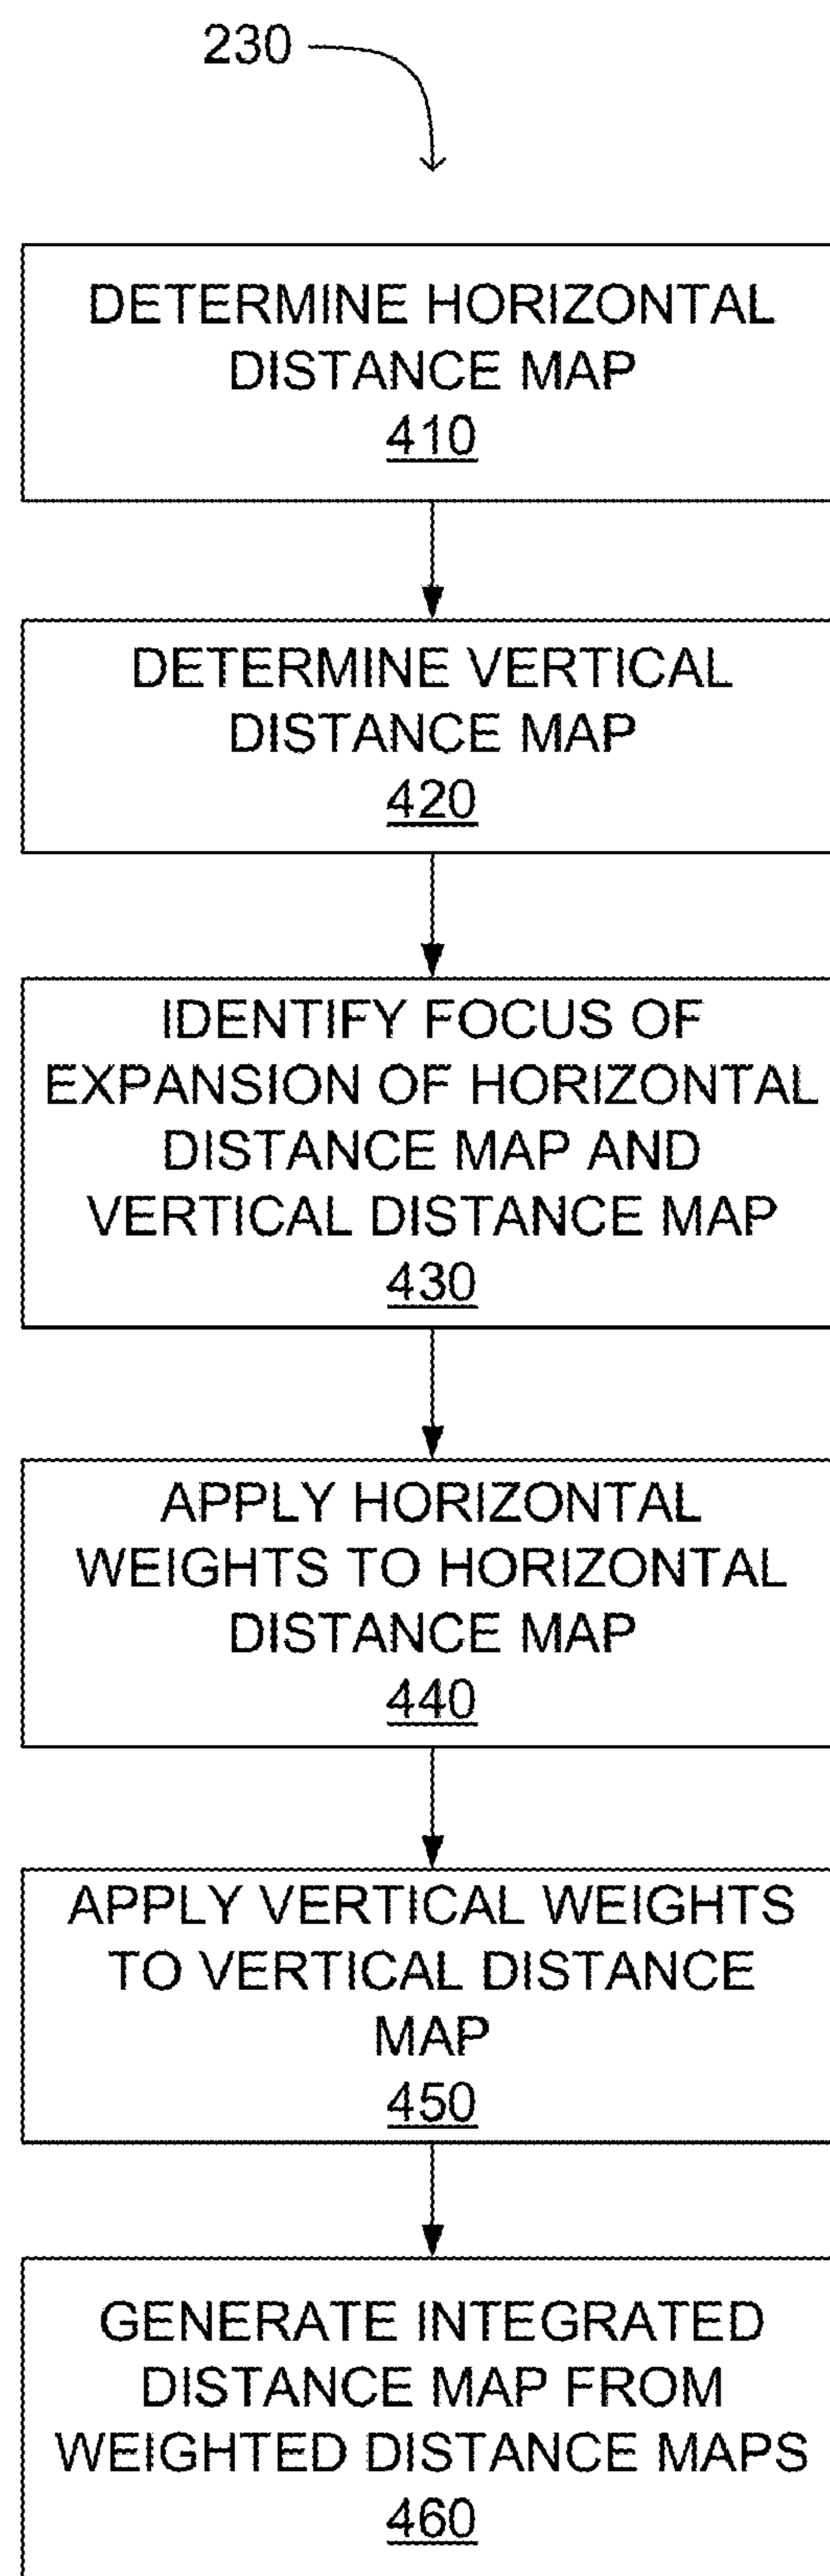 230
DETERMINE HORIZONTAL
DISTANCE MAP
410
DETERMINE VERTICAL
DISTANCE MAP
420
IDENTIFY FOCUS OF
EXPANSION OF HORIZONTAL
DISTANCE MAP AND
VERTICAL DISTANCE MAP
430
APPLY HORIZONTAL
WEIGHTS TO HORIZONTAL
DISTANCE MAP
440
APPLY VERTICAL WEIGHTS
TO VERTICAL DISTANCE
MAP
450
GENERATE INTEGRATED
DISTANCE MAP FROM
WEIGHTED DISTANCE MAPS
460